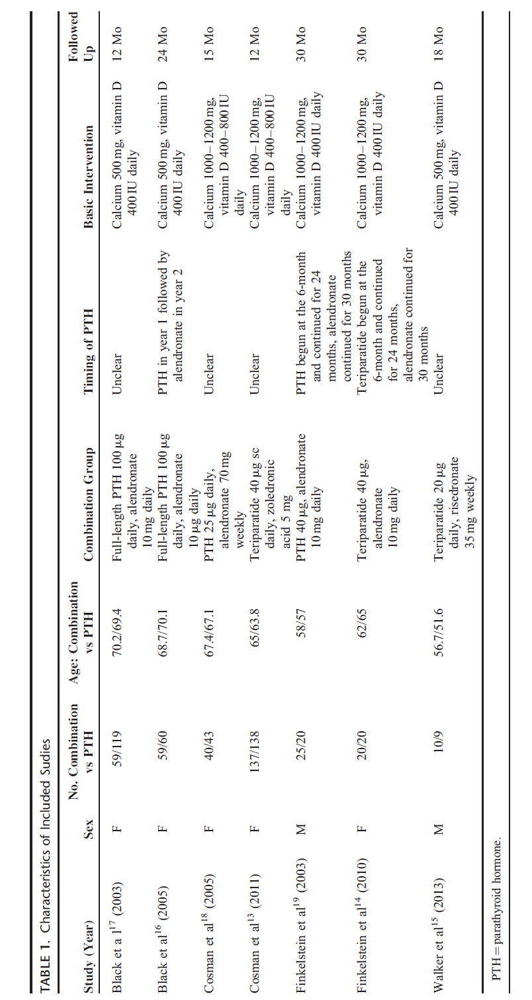 TABLE 1. Characteristics of Included Sudies
Study (Year) Sex No. Combination vs PTH Age: Combination vs PTH Combination Group Timing of PTH Basic Intervention Followed Up
Black et a l17 (2003) F 59/119 70.2/69.4 Full-length PTH 100 μg daily, alendronate 10 mg daily Unclear Calcium 500 mg, vitamin D 400 IU daily 12 Mo
Black et al16 (2005) F 59/60 68.7/70.1 Full-length PTH 100 μg daily, alendronate 10 μg daily PTH in year 1 followed by alendronate in year 2 Calcium 500 mg, vitamin D 400 IU daily 24 Mo
Cosman et al18 (2005) F 40/43 67.4/67.1 PTH 25 μg daily, alendronate 70 mg weekly Unclear Calcium 1000–1200 mg, vitamin D 400–800 IU daily 15 Mo
Cosman et al13 (2011) F 137/138 65/63.8 Teriparatide 40 μg sc daily, zoledronic acid 5 mg Unclear Calcium 1000–1200 mg, vitamin D 400–800 IU daily 12 Mo
Finkelstein et al19 (2003) M 25/20 58/57 PTH 40 μg, alendronate 10 mg daily PTH begun at the 6-month and continued for 24 months, alendronate continued for 30 months Calcium 1000–1200 mg, vitamin D 400 IU daily 30 Mo
Finkelstein et al14 (2010) F 20/20 62/65 Teriparatide 40 μg, alendronate 10 mg daily Teriparatide begun at the 6-month and continued for 24 months, alendronate continued for 30 months Calcium 1000–1200 mg, vitamin D 400 IU daily 30 Mo
Walker et al15 (2013) M 10/9 56.7/51.6 Teriparatide 20 μg daily, risedronate 35 mg weekly Unclear Calcium 500 mg, vitamin D 400 IU daily 18 Mo
PTH = parathyroid hormone.